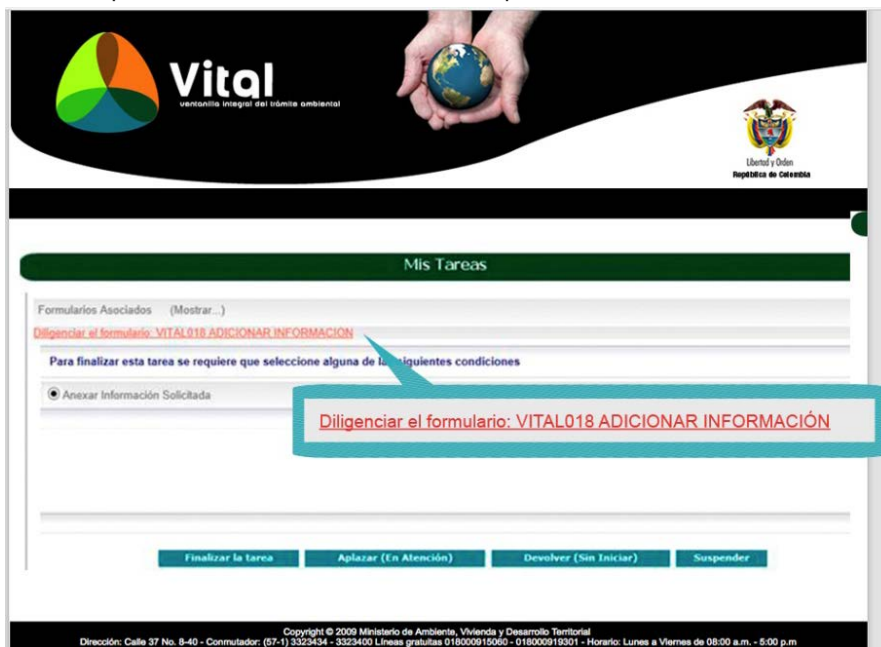 Vital
ventanilla integral del trámite ambiental
Libertad y Orden
República de Colombia
Mis Tareas
Formularios Asociados (Mostrar...)
Diligenciar el formulario: VITAL018 ADICIONAR INFORMACIÓN
Para finalizar esta tarea se requiere que seleccione alguna de las siguientes condiciones
Anexar Información Solicitada
Diligenciar el formulario: VITAL018 ADICIONAR INFORMACIÓN
Finalizar la tarea Aplazar (En Atención) Devolver (Sin Iniciar) Suspender
Copyright © 2009 Ministerio de Ambiente, Vivienda y Desarrollo Territorial
Dirección: Calle 37 No. 8-40 - Conmutador: (57-1) 3323434 - 3323400 Líneas gratuitas 018000915060 - 018000919301 - Horario: Lunes a Viernes de 08:00 a.m. - 5:00 p.m